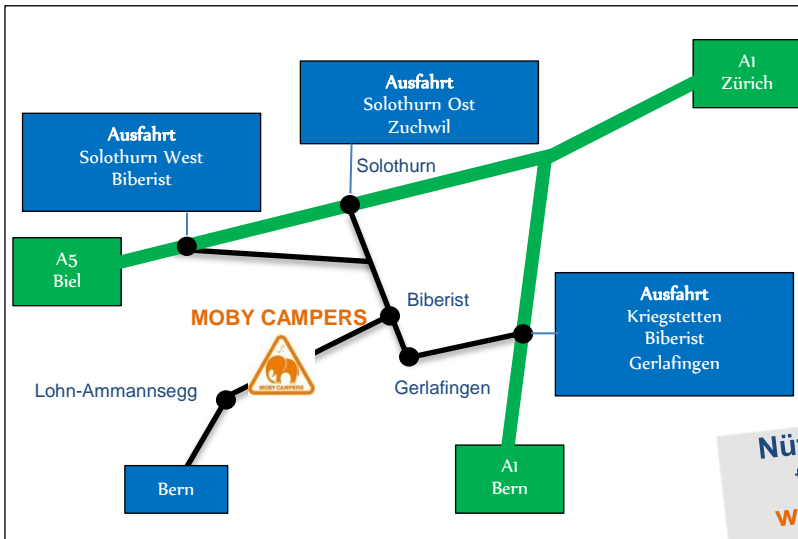 A1
Zürich
Ausfahrt
Solothurn Ost
Zuchwil
Ausfahrt
Solothurn West
Biberist
Solothurn
A5
Biel
Biberist
MOBY CAMPERS
MOBY CAMPERS
Ausfahrt
Kriegstetten
Biberist
Gerlafingen
Lohn-Ammannsegg
Gerlafingen
Bern
A1
Bern